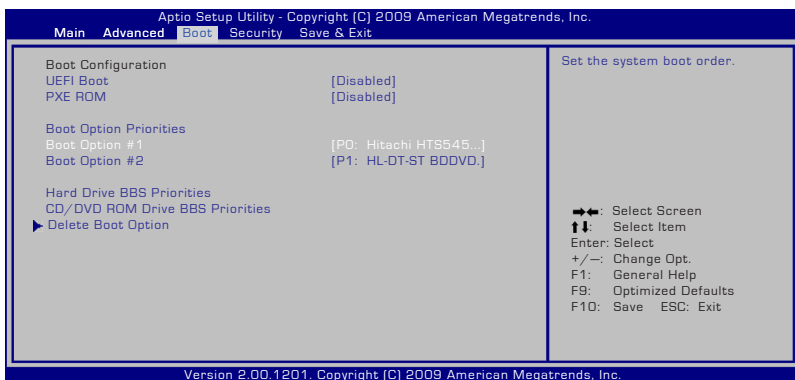 Aptio Setup Utility - Copyright (C) 2009 American Megatrends, Inc.
Main Advanced Boot Security Save & Exit
Boot Configuration
UEFI Boot [Disabled]
PXE ROM [Disabled]
Boot Option Priorities
Boot Option #1 [P0: Hitachi HTS545...]
Boot Option #2 [P1: HL-DT-ST BDDVD.]
Hard Drive BBS Priorities
CD/DVD ROM Drive BBS Priorities
Delete Boot Option
Set the system boot order.
→←: Select Screen
↑↓: Select Item
Enter: Select
+/—: Change Opt.
F1: General Help
F9: Optimized Defaults
F10: Save ESC: Exit
Version 2.00.1201. Copyright (C) 2009 American Megatrends, Inc.